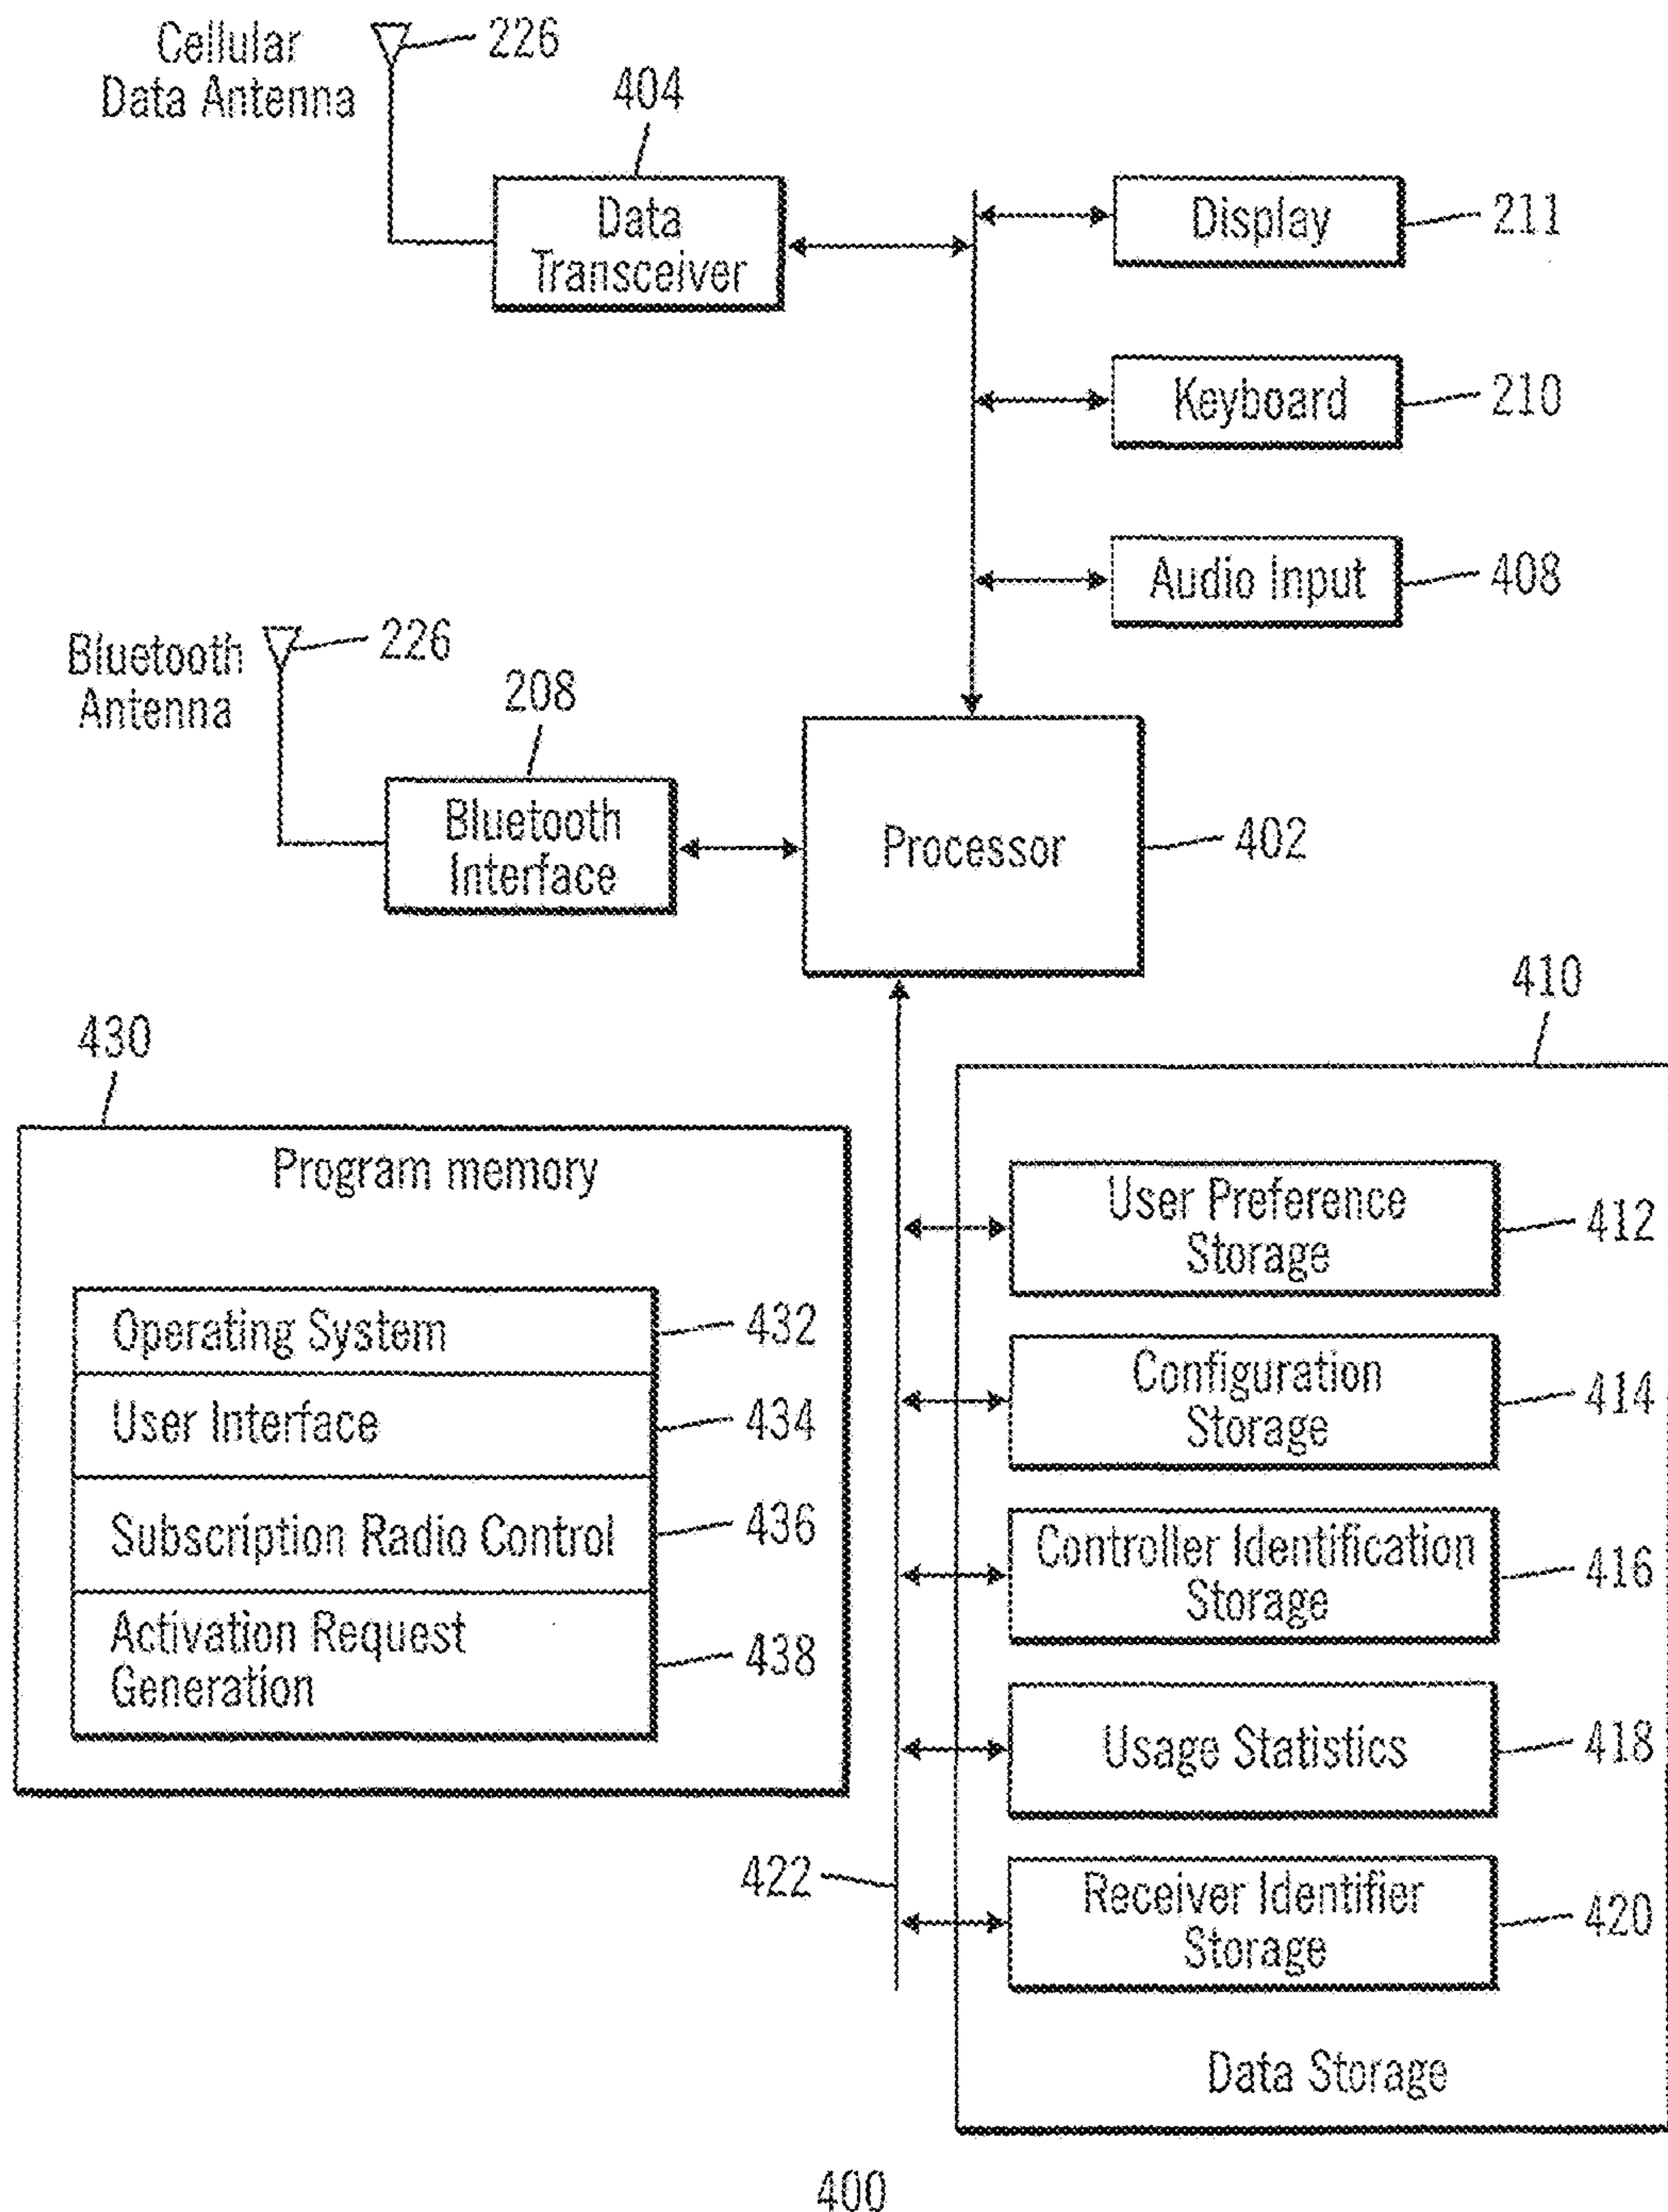 Cellular
Data Antenna
226
404
Data
Transceiver
Display
211
Keyboard
210
Audio Input
408
Bluetooth
Antenna
226
208
Bluetooth
Interface
Processor
402
410
430
Program memory
Operating System
432
User Interface
434
Subscription Radio Control
436
Activation Request
Generation
438
User Preference
Storage
412
Configuration
Storage
414
Controller Identification
Storage
416
Usage Statistics
418
422
Receiver Identifier
Storage
420
Data Storage
400